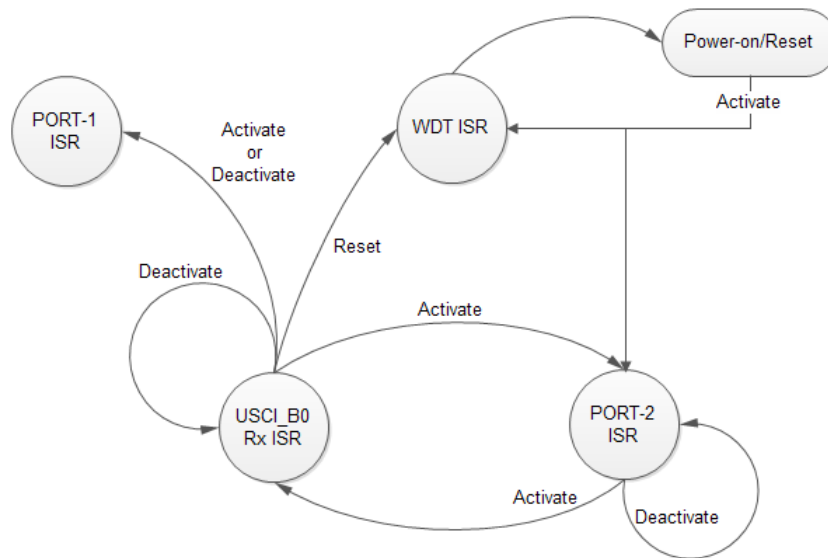 Power-on/Reset
Activate
PORT-1
ISR
WDT ISR
Activate
or
Deactivate
Reset
Deactivate
Activate
USCI_B0
Rx ISR
PORT-2
ISR
Activate
Deactivate